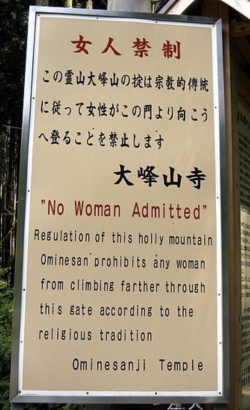 女人禁制
この霊山大峰山の掟は宗教的傳統
に従って女性がこの門より向こう
へ登ることを禁止します
大峰山寺
"No Woman Admitted"
Regulation of this holly mountain
Ominesan prohibits any woman
from climbing farther through
this gate according to the
religious tradition
Ominesanji Temple